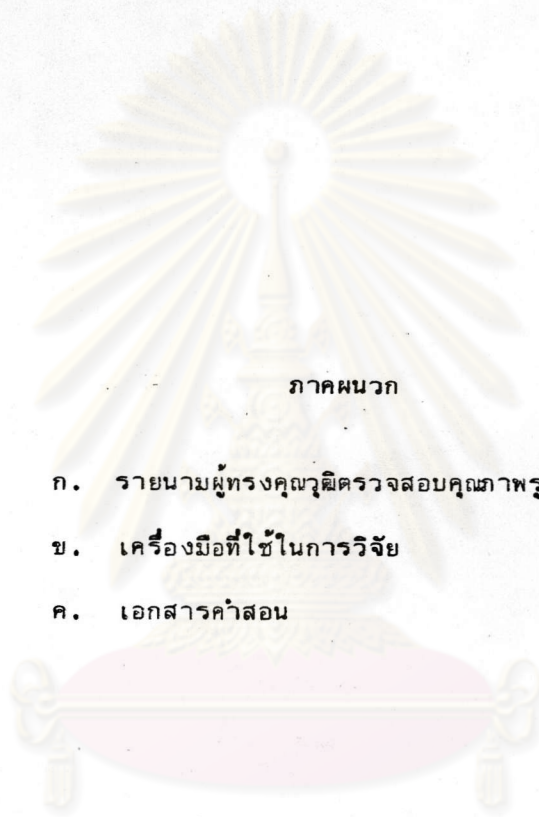 ภาคผนวก
ก. รายนามผู้ทรงคุณวุฒิตรวจสอบคุณภาพรู
ข. เครื่องมือที่ใช้ในการวิจัย
ค. เอกสารคำสอน